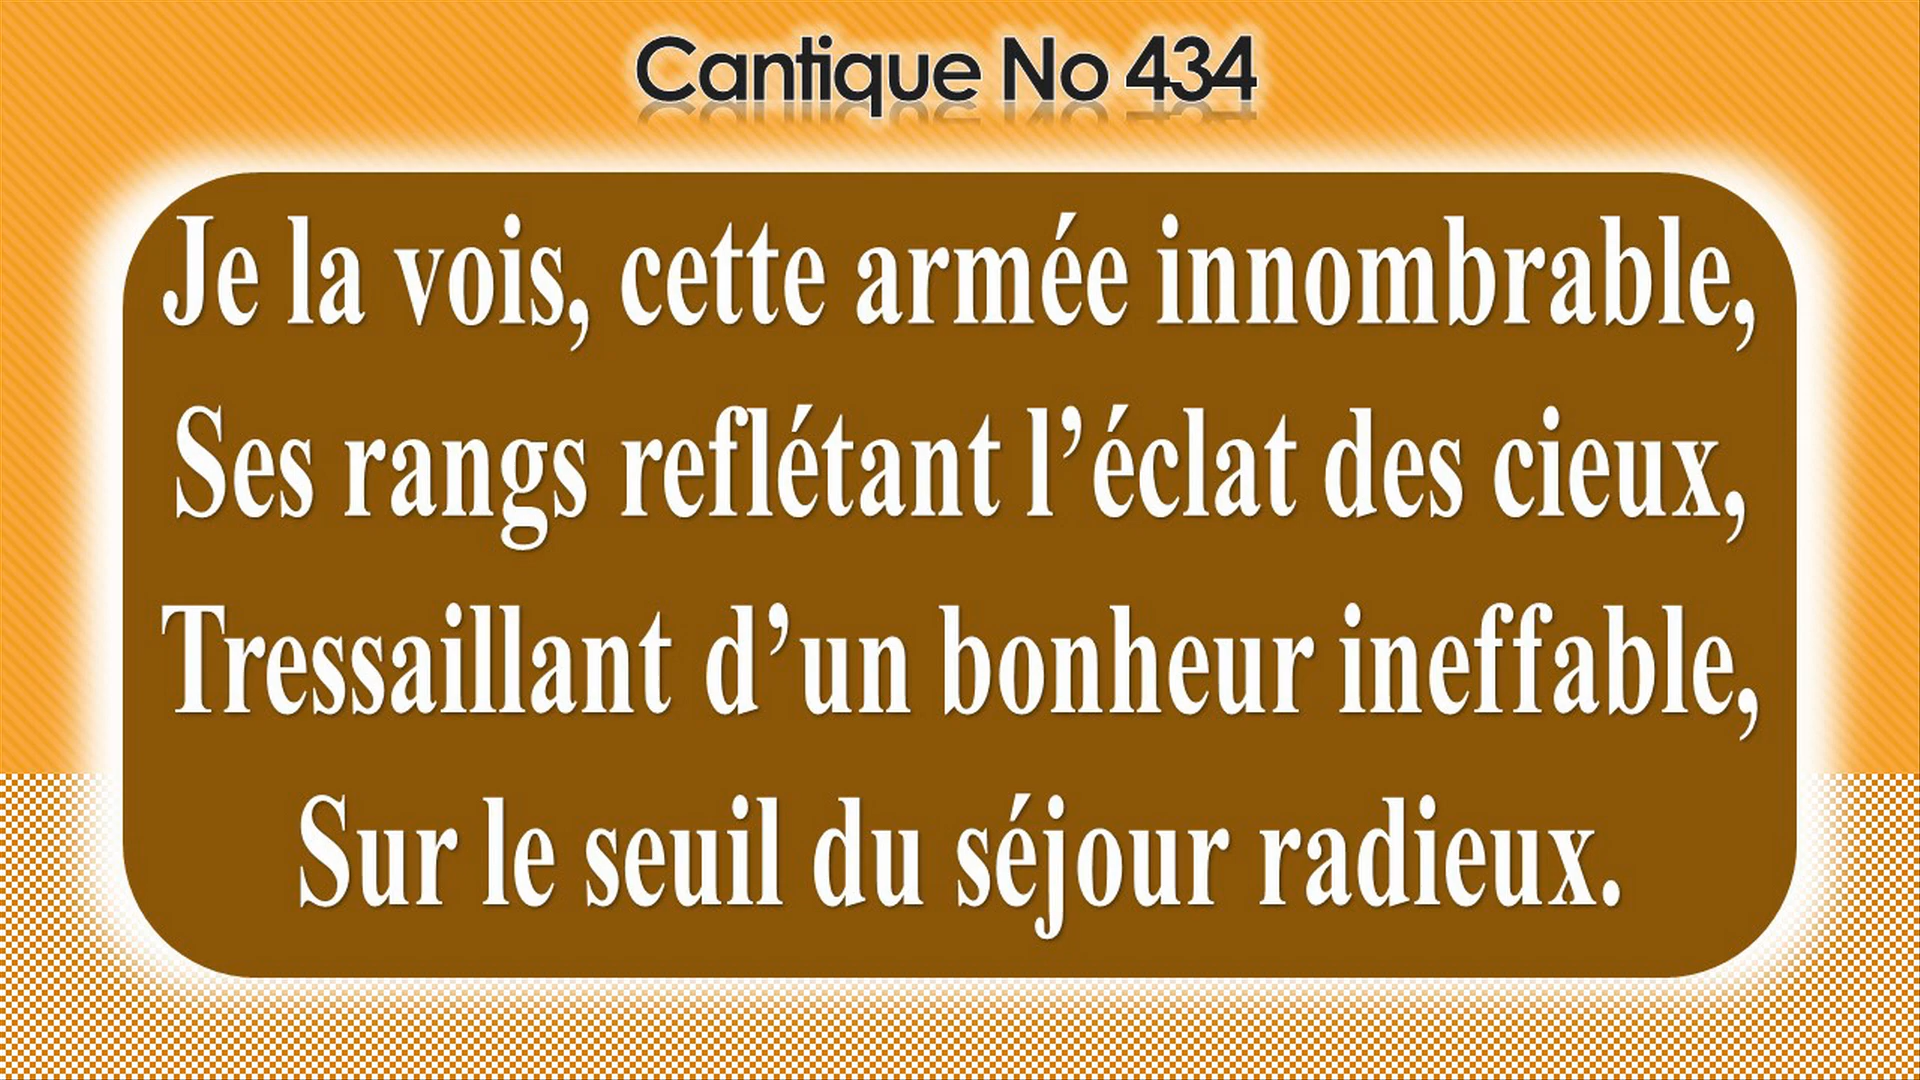 Cantique No 434
Je la vois, cette armée innombrable,
Ses rangs reflétant l’éclat des cieux,
Tressaillant d’un bonheur ineffable,
Sur le seuil du séjour radieux.